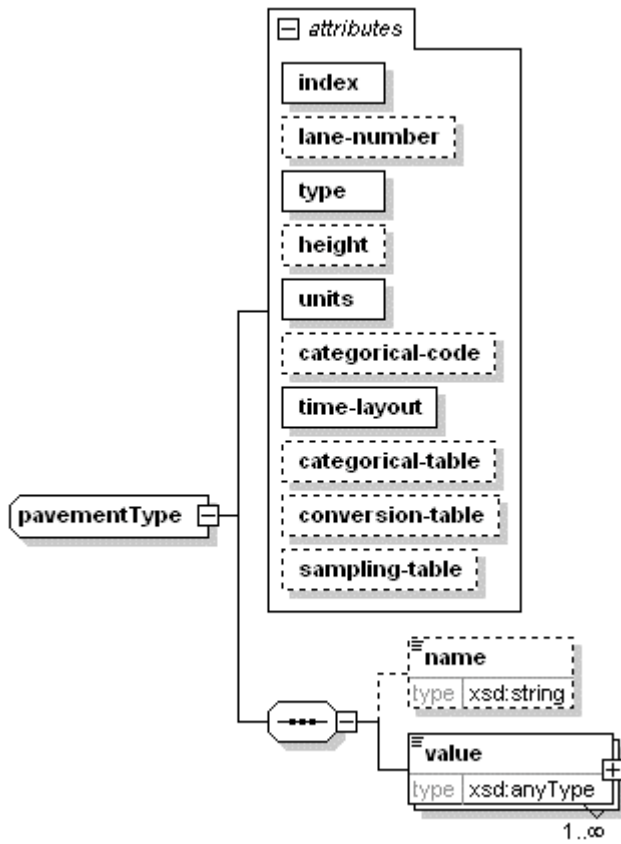 attributes
index
lane-number
type
height
units
categorical-code
time-layout
categorical-table
conversion-table
sampling-table
pavementType
name
type xsd:string
value
type xsd:anyType
1..∞